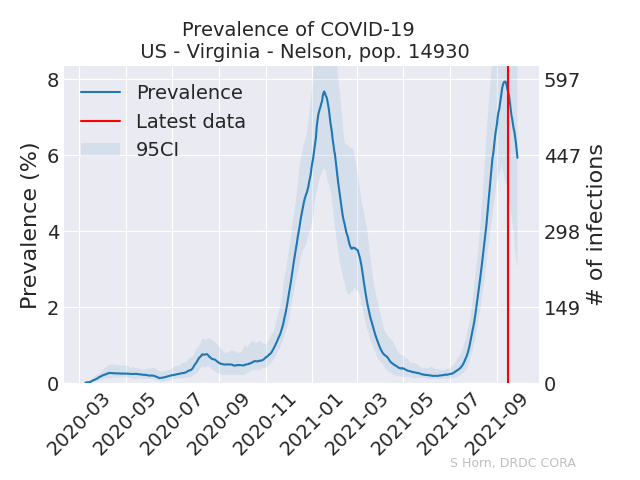 Prevalence of COVID-19
US - Virginia - Nelson, pop. 14930
Prevalence (%)
8
6
4
2
0
Prevalence
Latest data
95CI
597
447
298
149
0
# of infections
2020-03
2020-05
2020-07
2020-09
2020-11
2021-01
2021-03
2021-05
2021-07
2021-09
S Horn, DRDC CORA